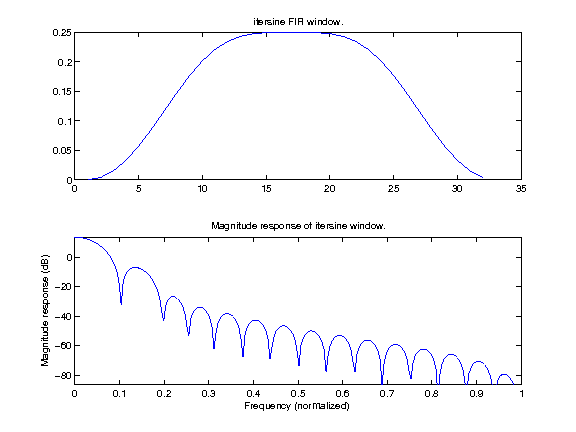 itersine FIR window.
0.25
0.2
0.15
0.1
0.05
0
0 5 10 15 20 25 30 35
Magnitude response of itersine window.
Magnitude response (dB)
0
−20
−40
−60
−80
0 0.1 0.2 0.3 0.4 0.5 0.6 0.7 0.8 0.9 1
Frequency (normalized)